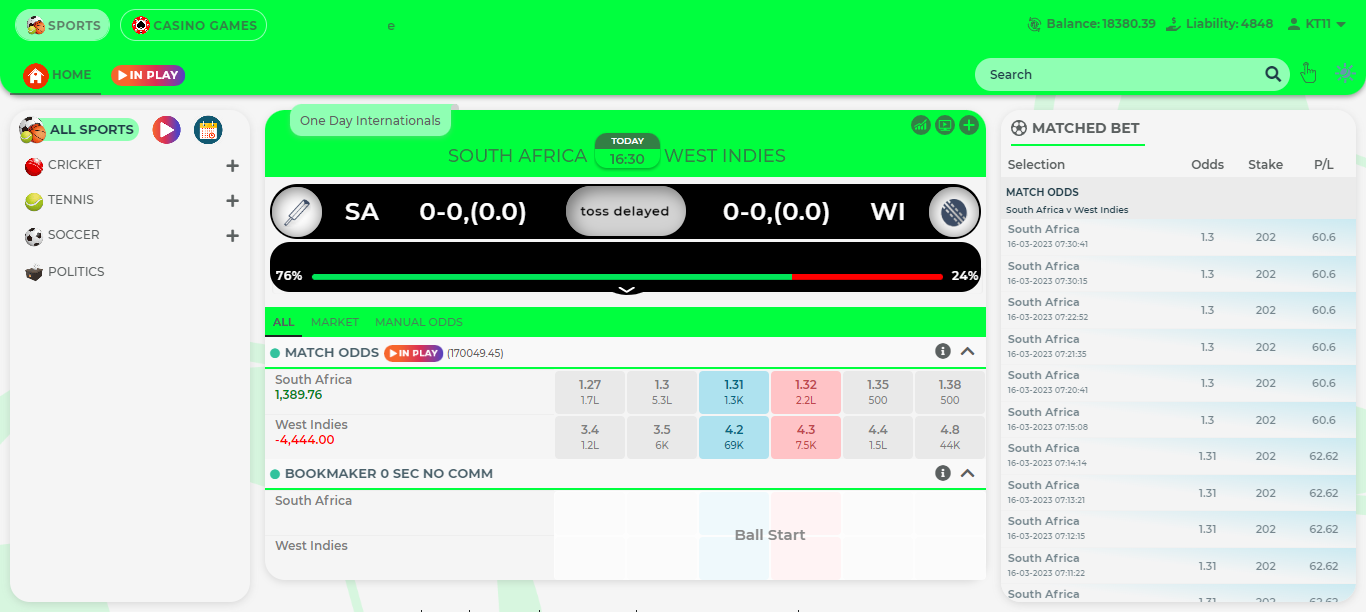 SPORTS
CASINO GAMES
e
Balance: 18380.39
Liability: 4848
KT11
HOME
IN PLAY
Search
ALL SPORTS
CRICKET
TENNIS
SOCCER
POLITICS
One Day Internationals
SOUTH AFRICA
TODAY
16:30
WEST INDIES
SA 0-0,(0.0) toss delayed 0-0,(0.0) WI
76% 24%
ALL MARKET MANUAL ODDS
MATCH ODDS IN PLAY (170049.45)
South Africa
1,389.76
1.27 1.3 1.31 1.32 1.35 1.38
1.7L 5.3L 1.3K 2.2L 500 500
West Indies
-4,444.00
3.4 3.5 4.2 4.3 4.4 4.8
1.2L 6K 69K 7.5K 1.5L 44K
BOOKMAKER 0 SEC NO COMM
South Africa
Ball Start
West Indies
MATCHED BET
Selection Odds Stake P/L
MATCH ODDS
South Africa v West Indies
South Africa
16-03-2023 07:30:41
1.3 202 60.6
South Africa
16-03-2023 07:30:15
1.3 202 60.6
South Africa
16-03-2023 07:22:52
1.3 202 60.6
South Africa
16-03-2023 07:21:35
1.3 202 60.6
South Africa
16-03-2023 07:20:41
1.3 202 60.6
South Africa
16-03-2023 07:15:08
1.3 202 60.6
South Africa
16-03-2023 07:14:14
1.31 202 62.62
South Africa
16-03-2023 07:13:21
1.31 202 62.62
South Africa
16-03-2023 07:12:15
1.31 202 62.62
South Africa
16-03-2023 07:11:22
1.31 202 62.62
South Africa
1.31 202 62.62